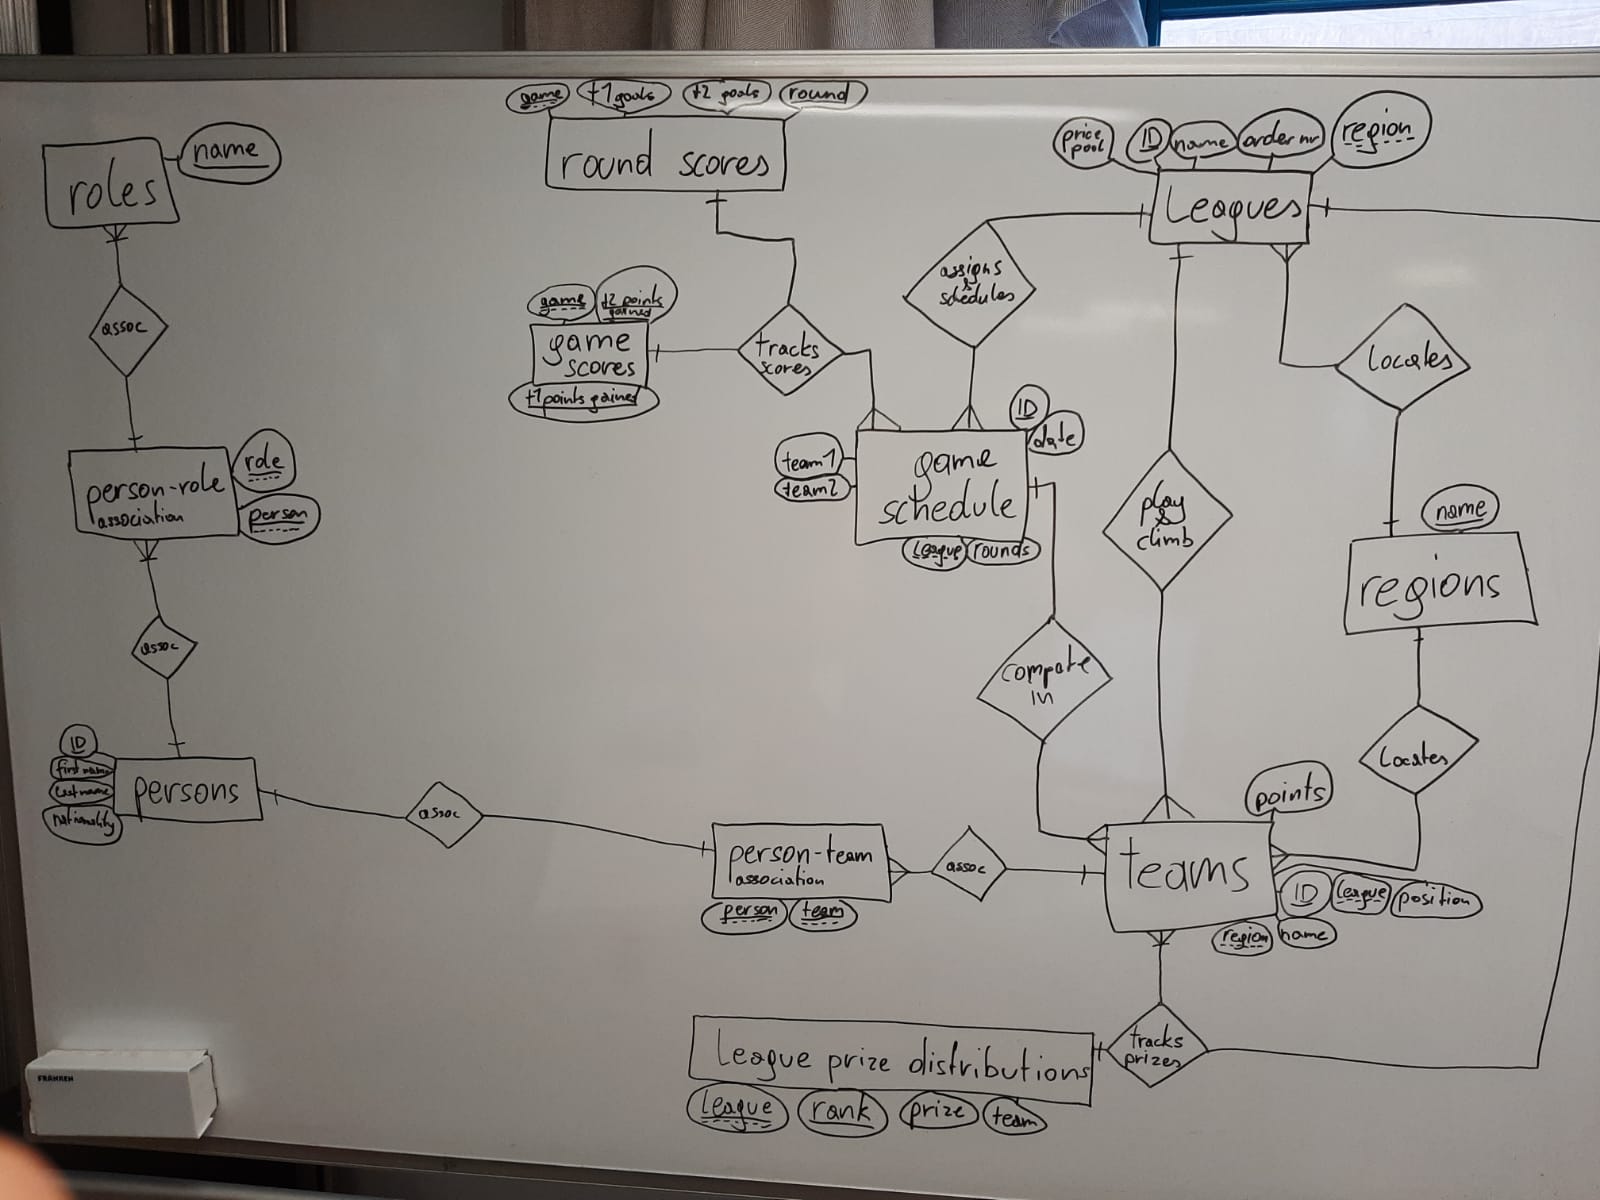 game
t1 goals
t2 goals
round
round scores
roles
name
price
pool
ID
name
order nr
region
Leagues
assigns
&
schedules
assoc
game
t2 points
gained
game
scores
t1 points gained
tracks
scores
Locates
ID
date
team1
team2
game
schedule
League
rounds
person-role
association
role
person
play
&
climb
name
regions
assoc
compate
in
Locates
ID
first name
last name
nationality
persons
assoc
person-team
association
person
team
assoc
points
teams
ID
league
position
region
name
League prize distributions
League
rank
prize
team
tracks
prizes
FRANKEN